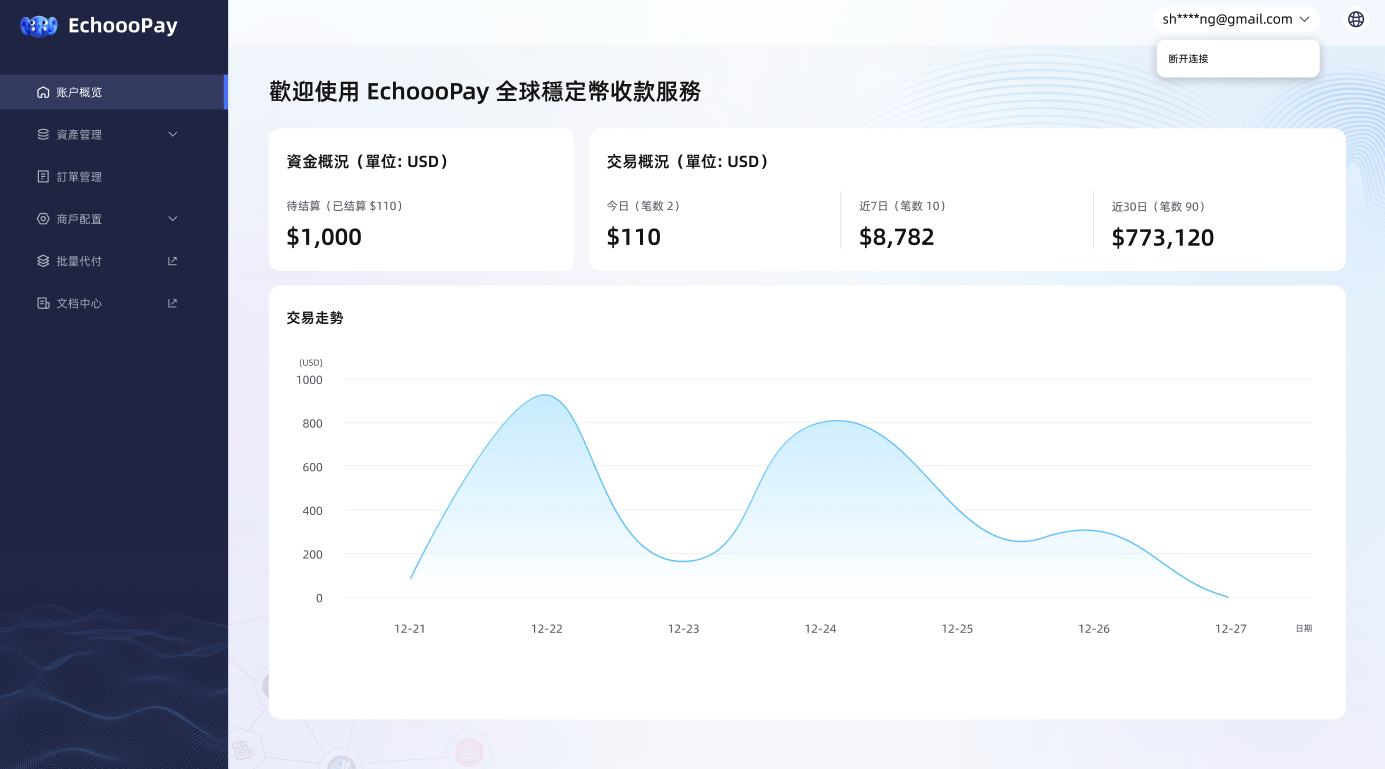 EchoooPay
sh****ng@gmail.com
断开连接
账户概览
資產管理
訂單管理
商戶配置
批量代付
文档中心
歡迎使用 EchoooPay 全球穩定幣收款服務
資金概況（單位: USD）
待结算（已结算 $110）
$1,000
交易概況（單位: USD）
今日（笔数 2）
$110
近7日（笔数 10）
$8,782
近30日（笔数 90）
$773,120
交易走勢
(USD)
1000
800
600
400
200
0
12-21 12-22 12-23 12-24 12-25 12-26 12-27 日期